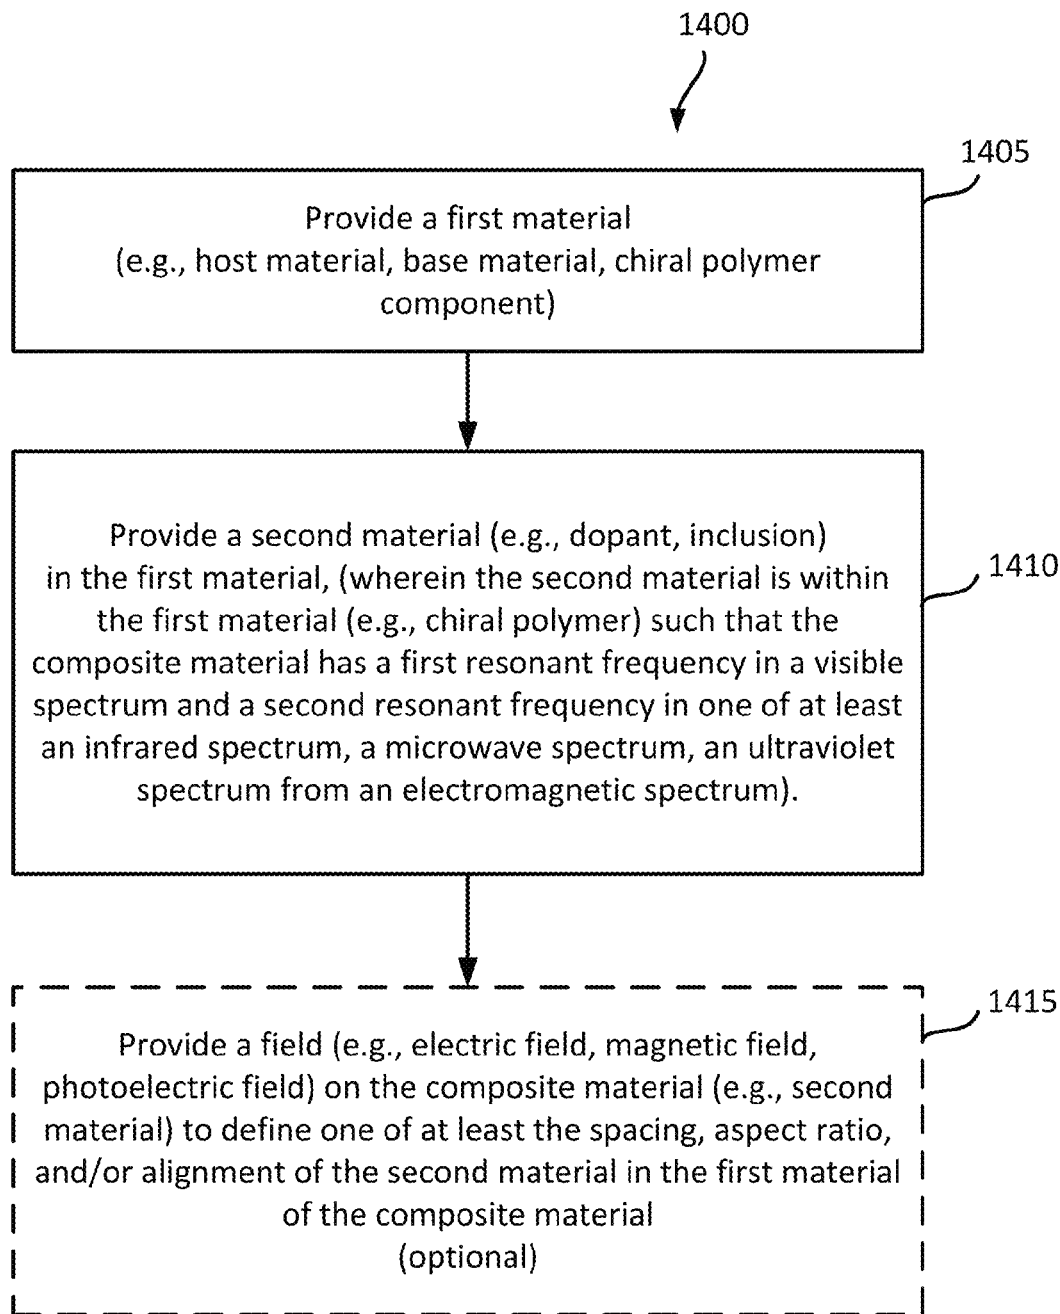 1400
1405
Provide a first material
(e.g., host material, base material, chiral polymer
component)
1410
Provide a second material (e.g., dopant, inclusion)
in the first material, (wherein the second material is within
the first material (e.g., chiral polymer) such that the
composite material has a first resonant frequency in a visible
spectrum and a second resonant frequency in one of at least
an infrared spectrum, a microwave spectrum, an ultraviolet
spectrum from an electromagnetic spectrum).
1415
Provide a field (e.g., electric field, magnetic field,
photoelectric field) on the composite material (e.g., second
material) to define one of at least the spacing, aspect ratio,
and/or alignment of the second material in the first material
of the composite material
(optional)